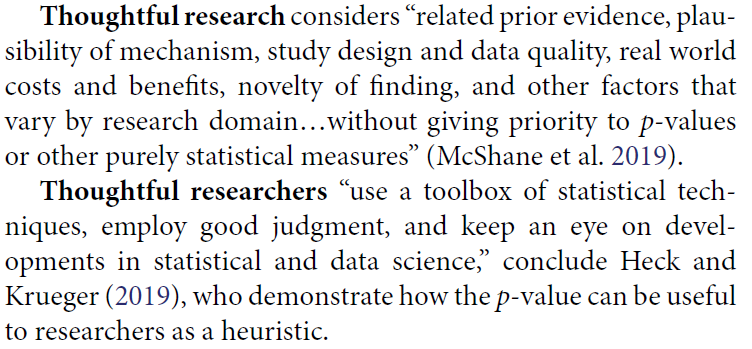 Thoughtful research considers “related prior evidence, plau-
sibility of mechanism, study design and data quality, real world
costs and benefits, novelty of finding, and other factors that
vary by research domain…without giving priority to p-values
or other purely statistical measures” (McShane et al. 2019).
Thoughtful researchers “use a toolbox of statistical tech-
niques, employ good judgment, and keep an eye on devel-
opments in statistical and data science,” conclude Heck and
Krueger (2019), who demonstrate how the p-value can be useful
to researchers as a heuristic.